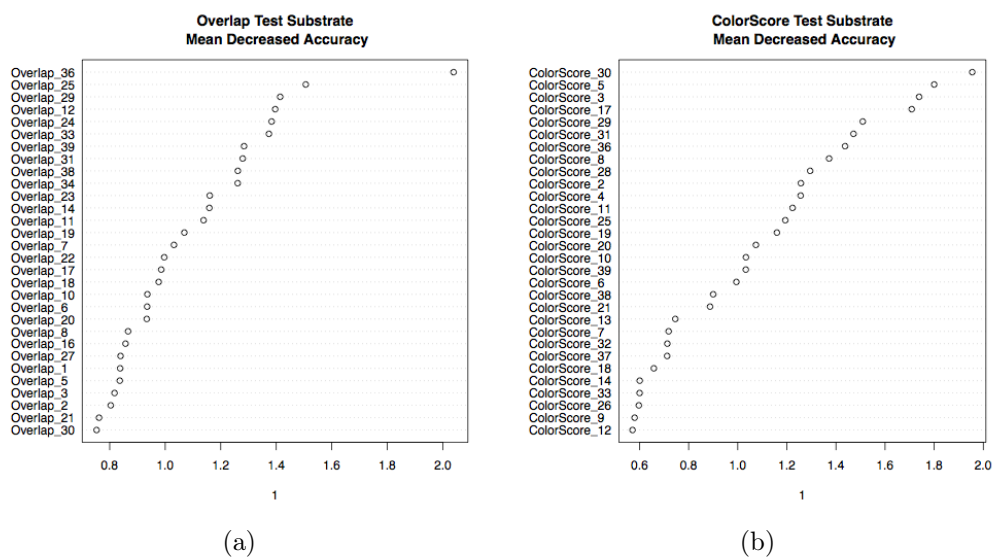 Overlap Test Substrate
Mean Decreased Accuracy
Overlap_36
Overlap_25
Overlap_29
Overlap_12
Overlap_24
Overlap_33
Overlap_39
Overlap_31
Overlap_38
Overlap_34
Overlap_23
Overlap_14
Overlap_11
Overlap_19
Overlap_7
Overlap_22
Overlap_17
Overlap_18
Overlap_10
Overlap_6
Overlap_20
Overlap_8
Overlap_16
Overlap_27
Overlap_1
Overlap_5
Overlap_3
Overlap_2
Overlap_21
Overlap_30
0.8 1.0 1.2 1.4 1.6 1.8 2.0
1
(a)
ColorScore Test Substrate
Mean Decreased Accuracy
ColorScore_30
ColorScore_5
ColorScore_3
ColorScore_17
ColorScore_29
ColorScore_31
ColorScore_36
ColorScore_8
ColorScore_28
ColorScore_2
ColorScore_4
ColorScore_11
ColorScore_25
ColorScore_19
ColorScore_20
ColorScore_10
ColorScore_39
ColorScore_6
ColorScore_38
ColorScore_21
ColorScore_13
ColorScore_7
ColorScore_32
ColorScore_37
ColorScore_18
ColorScore_14
ColorScore_33
ColorScore_26
ColorScore_9
ColorScore_12
0.6 0.8 1.0 1.2 1.4 1.6 1.8 2.0
1
(b)